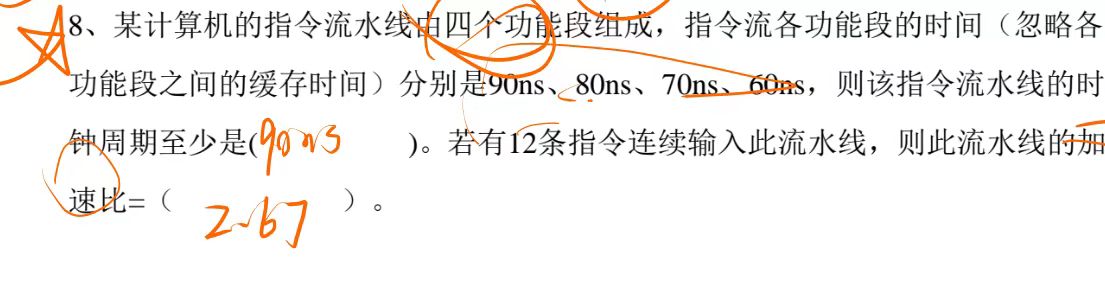 8、某计算机的指令流水线由四个功能段组成，指令流各功能段的时间（忽略各
功能段之间的缓存时间）分别是90ns、80ns、70ns、60ns，则该指令流水线的时
钟周期至少是(90ns)。若有12条指令连续输入此流水线，则此流水线的加
速比=（2.67）。